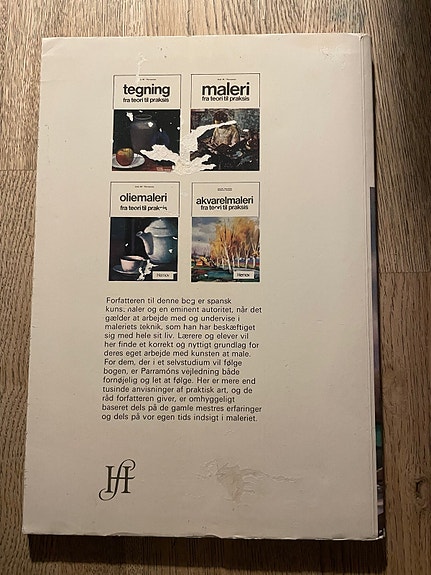 tegning
fra teori til praksis
maleri
fra teori til praksis
oliemaleri
fra teori til praksis
akvarelmaleri
fra teori til praksis
Hernov
Hernov
Forfatteren til denne bog er spansk
kunstmaler og en eminent autoritet, når det
gælder at arbejde med og undervise i
maleriets teknik, som han har beskæftiget
sig med hele sit liv. Lærere og elever vil
her finde et korrekt og nyttigt grundlag for
deres eget arbejde med kunsten at male.
For dem, der i et selvstudium vil følge
bogen, er Parramóns vejledning både
fornøjelig og let at følge. Her er mere end
tusinde anvisninger af praktisk art, og de
råd forfatteren giver, er omhyggeligt
baseret dels på de gamle mestres erfaringer
og dels på vor egen tids indsigt i maleriet.